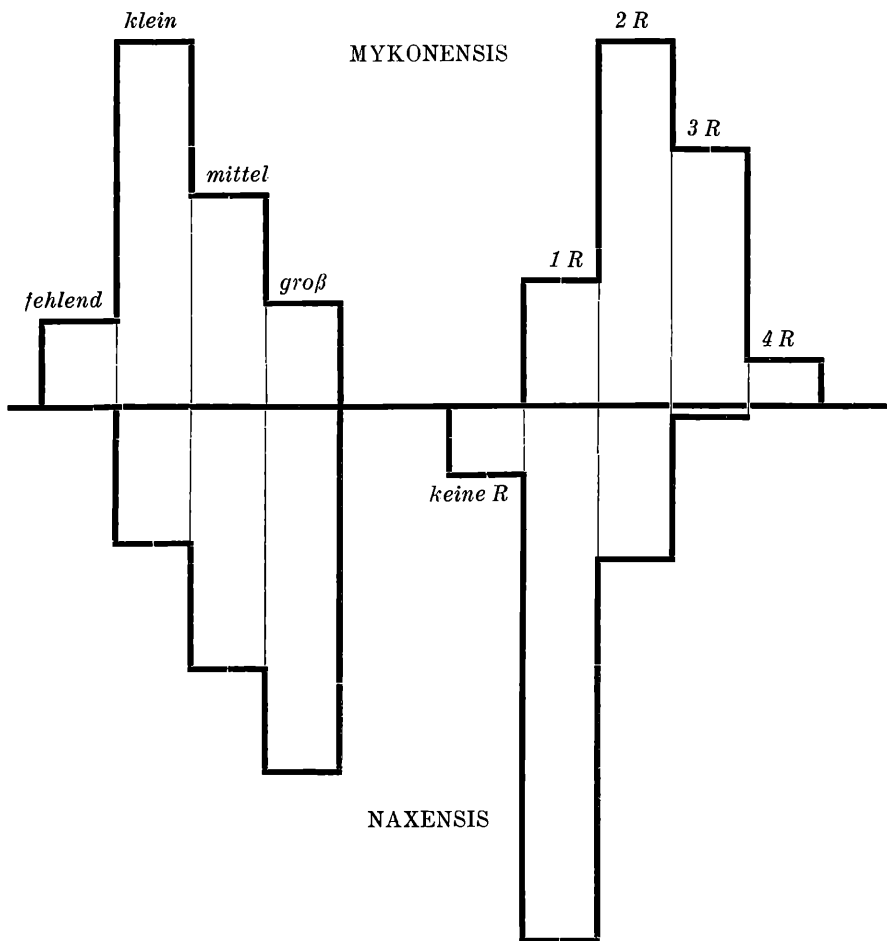 klein
2 R
MYKONENSIS
3 R
mittel
1 R
groß
fehlend
4 R
keine R
NAXENSIS